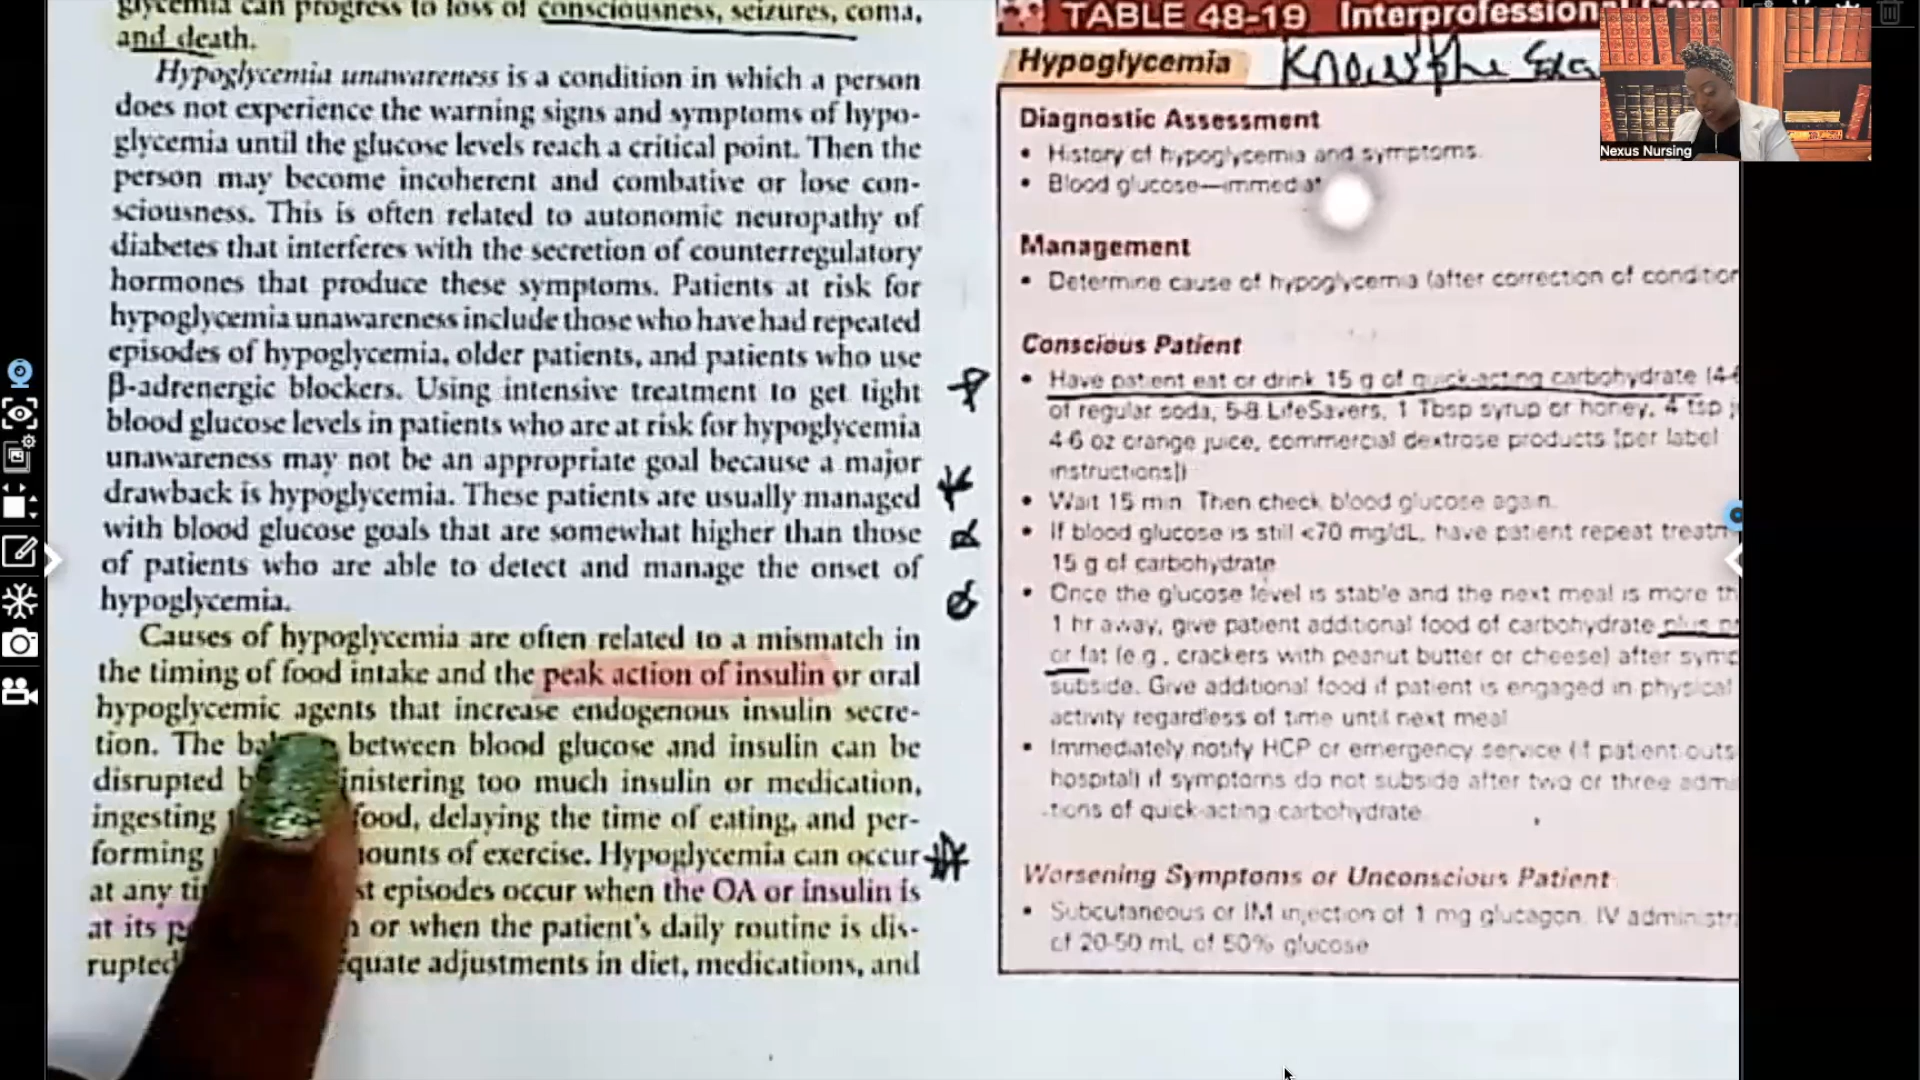 glycemia can progress to loss of consciousness, seizures, coma,
and death.
Hypoglycemia unawareness is a condition in which a person
does not experience the warning signs and symptoms of hypo-
glycemia until the glucose levels reach a critical point. Then the
person may become incoherent and combative or lose con-
sciousness. This is often related to autonomic neuropathy of
diabetes that interferes with the secretion of counterregulatory
hormones that produce these symptoms. Patients at risk for
hypoglycemia unawareness include those who have had repeated
episodes of hypoglycemia, older patients, and patients who use
β-adrenergic blockers. Using intensive treatment to get tight
blood glucose levels in patients who are at risk for hypoglycemia
unawareness may not be an appropriate goal because a major
drawback is hypoglycemia. These patients are usually managed
with blood glucose goals that are somewhat higher than those
of patients who are able to detect and manage the onset of
hypoglycemia.
Causes of hypoglycemia are often related to a mismatch in
the timing of food intake and the peak action of insulin or oral
hypoglycemic agents that increase endogenous insulin secre-
tion. The between blood glucose and insulin can be
disrupted too much insulin or medication,
ingesting food, delaying the time of eating, and per-
forming of exercise. Hypoglycemia can occur
at any episodes occur when the OA or insulin is
at its or when the patient's daily routine is dis-
rupted in diet, medications, and
TABLE 48-19 Interprofessional
Hypoglycemia Know the
Diagnostic Assessment
• History of hypoglycemia and symptoms.
• Blood glucose—
Management
• Determine cause of hypoglycemia (after correction of condition
Conscious Patient
• Have patient eat or drink 15 g of quick-acting carbohydrate
of regular soda, 5-8 LifeSavers, 1 Tbsp syrup or honey, 4 tsp
4-6 oz orange juice, commercial dextrose products [per label
instructions])
• Wait 15 min. Then check blood glucose again.
• If blood glucose is still <70 mg/dL, have patient repeat
15 g of carbohydrate
• Once the glucose level is stable and the next meal is more
1 hr away, give patient additional food of carbohydrate plus
or fat (e.g., crackers with peanut butter or cheese) after
subside. Give additional food if patient is engaged in physical
activity regardless of time until next meal
• Immediately notify HCP or emergency service (if patient
hospital) if symptoms do not subside after two or three
tions of quick-acting carbohydrate.
Worsening Symptoms or Unconscious Patient
• Subcutaneous or IM injection of 1 mg glucagon. IV
of 20-50 mL of 50% glucose
Nexus Nursing